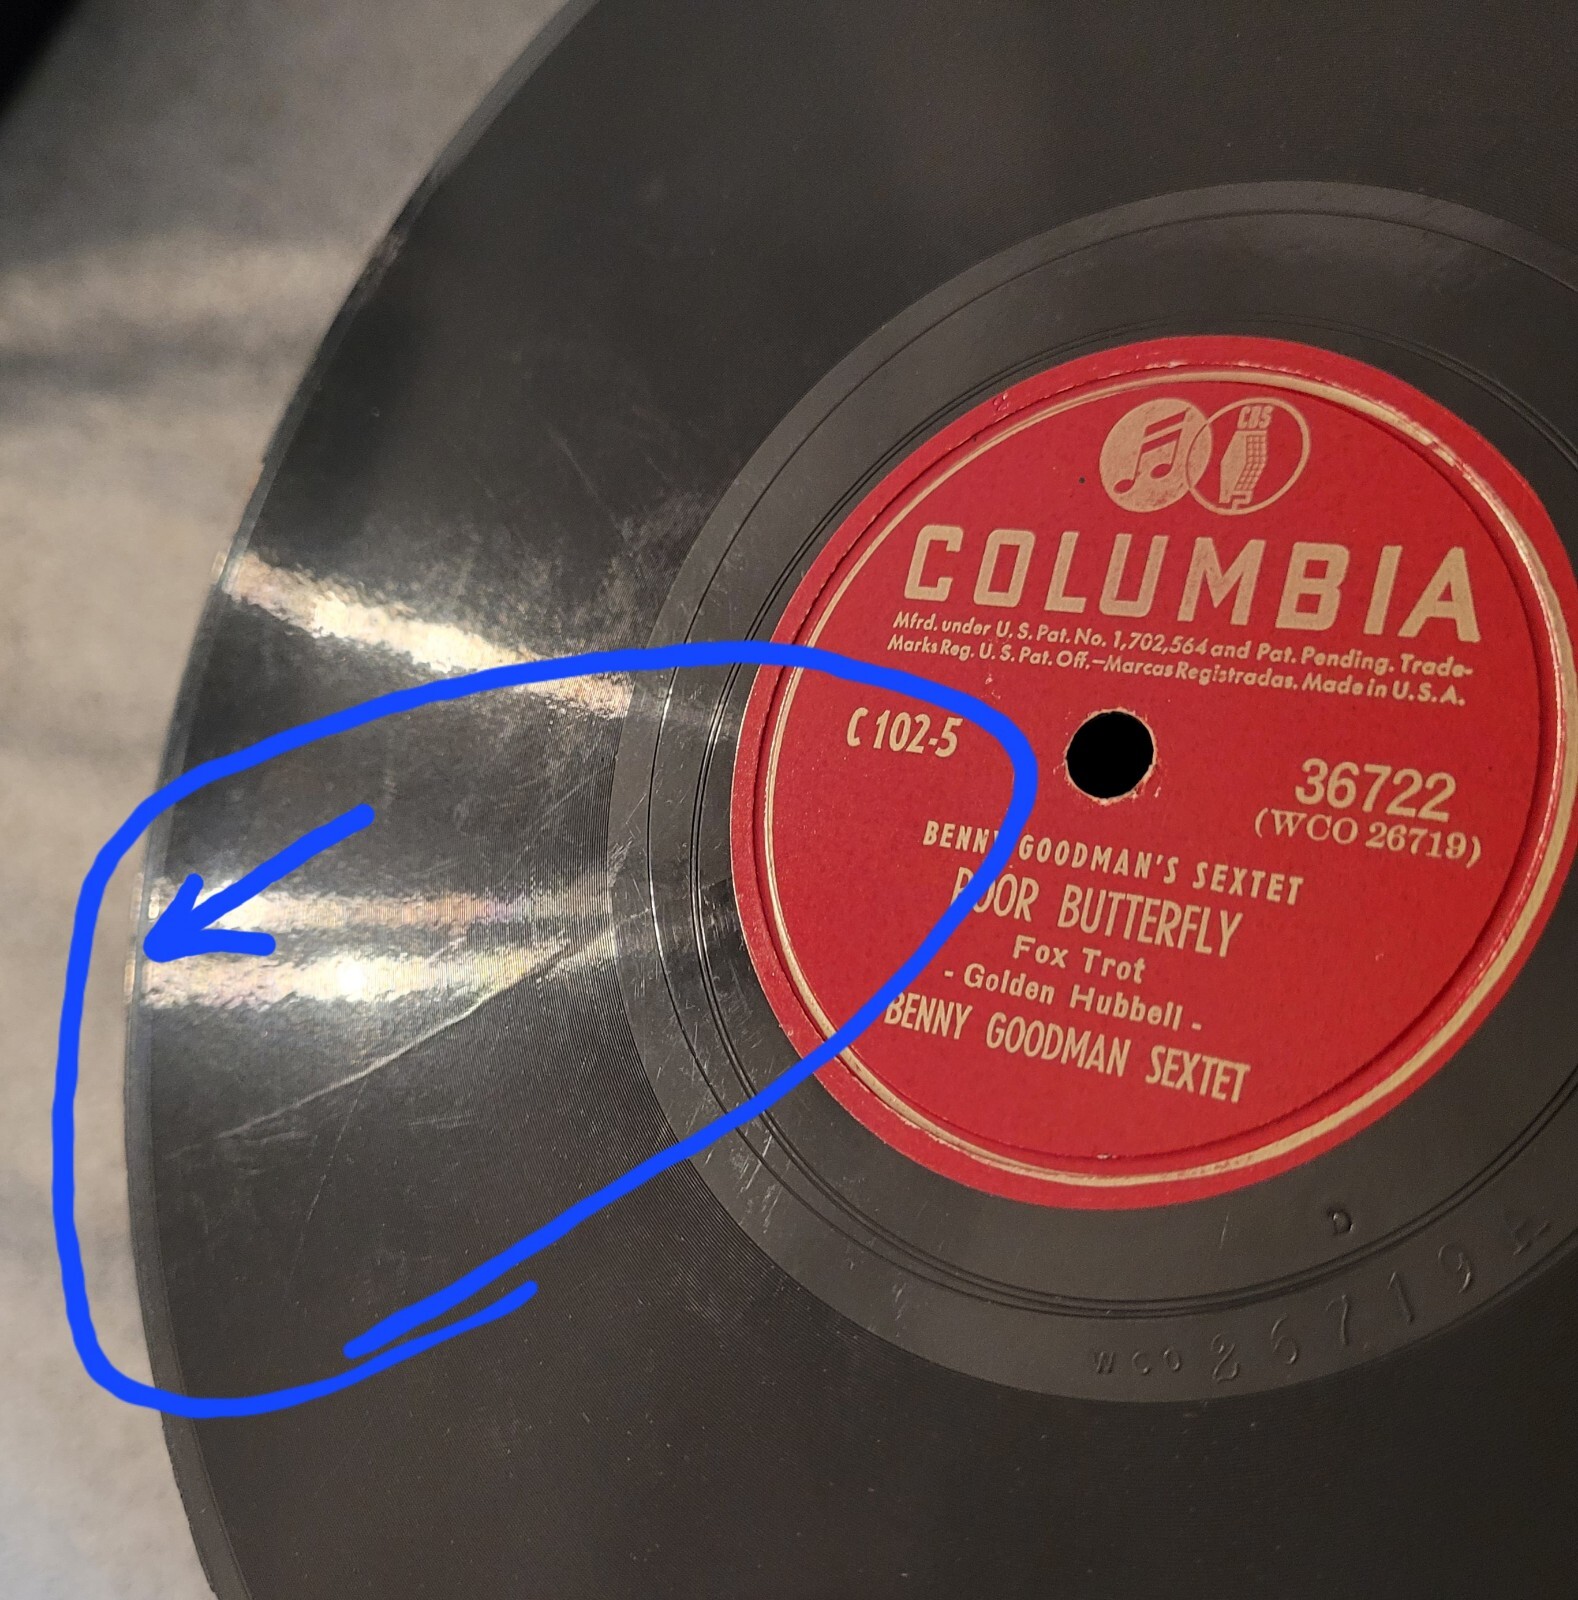 CBS
COLUMBIA
Mfrd. under U.S. Pat. No. 1,702,564 and Pat. Pending. Trade-
Marks Reg. U.S. Pat. Off.—Marcas Registradas. Made in U.S.A.
C 102-5
36722
(WCO 26719)
BENNY GOODMAN'S SEXTET
POOR BUTTERFLY
Fox Trot
- Golden Hubbell -
BENNY GOODMAN SEXTET
D
WCO 26719 A